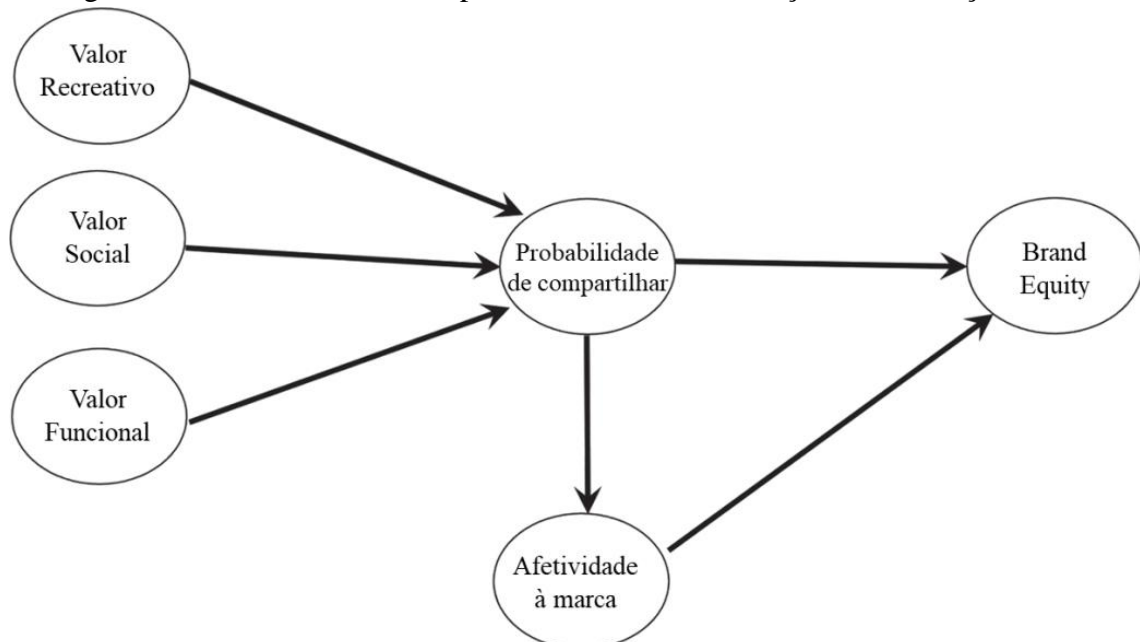 Valor
Recreativo
Valor
Social
Probabilidade
de compartilhar
Brand
Equity
Valor
Funcional
Afetividade
à marca